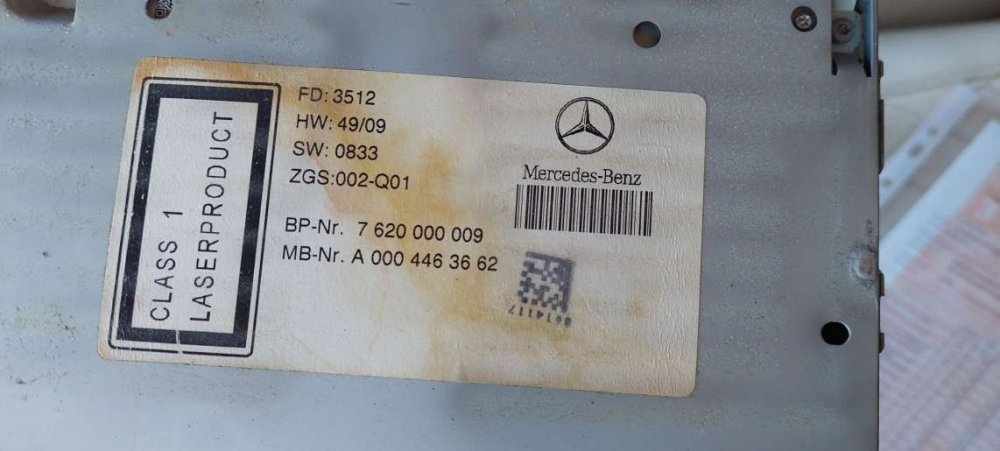 CLASS 1
LASERPRODUCT
FD: 3512
HW: 49/09
SW: 0833
ZGS:002-Q01
BP-Nr. 7 620 000 009
MB-Nr. A 000 446 36 62
Mercedes-Benz